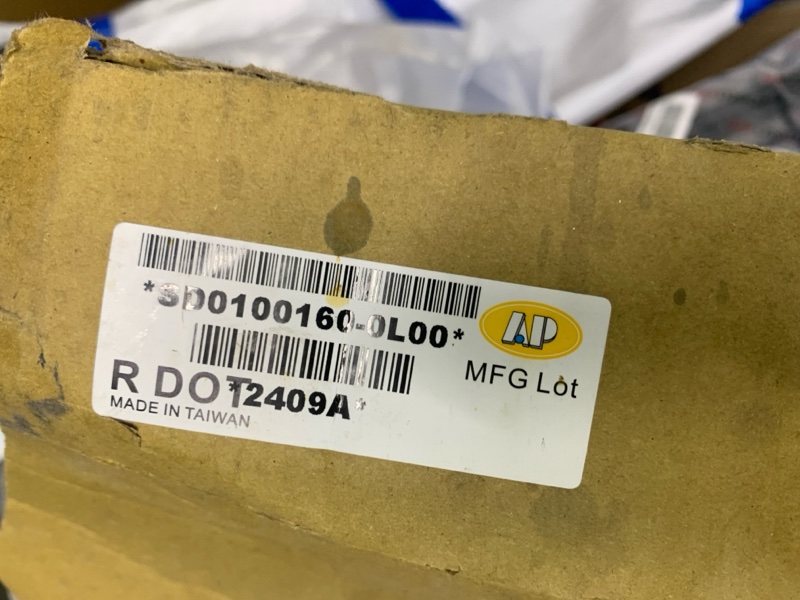 *SD0100160-0L00*
AP
MFG Lot
R DOT
*2409A*
MADE IN TAIWAN